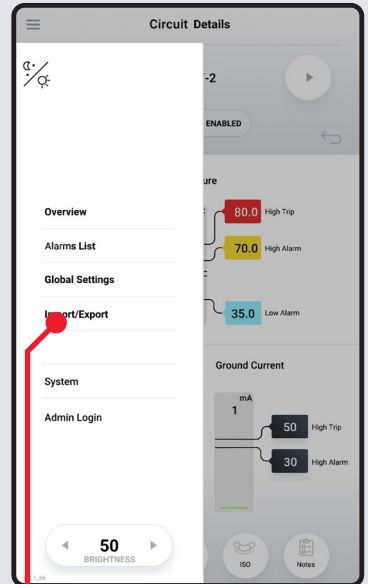 Circuit Details
-2
ENABLED
ure
80.0 High Trip
70.0 High Alarm
35.0 Low Alarm
Overview
Alarms List
Global Settings
Import/Export
System
Admin Login
Ground Current
mA
1
50 High Trip
30 High Alarm
50
BRIGHTNESS
ISO
Notes